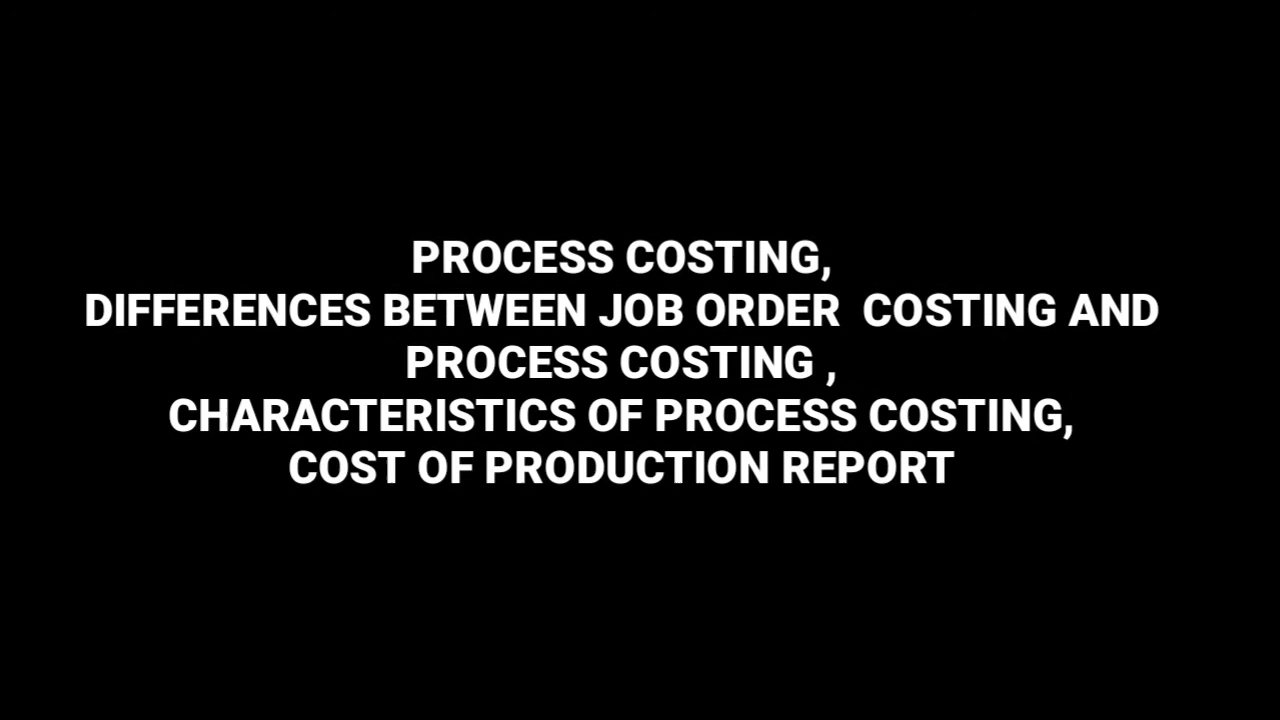 PROCESS COSTING,
DIFFERENCES BETWEEN JOB ORDER  COSTING AND
PROCESS COSTING ,
CHARACTERISTICS OF PROCESS COSTING,
COST OF PRODUCTION REPORT